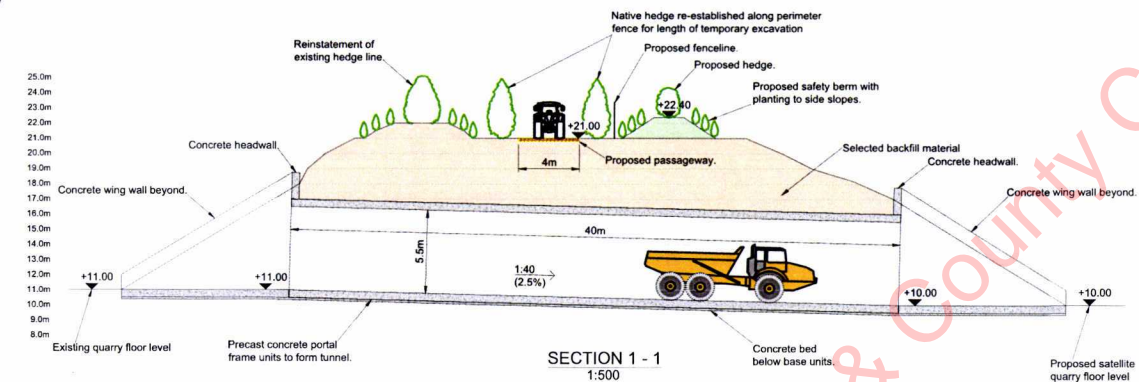 Native hedge re-established along perimeter
fence for length of temporary excavation
Reinstatement of
existing hedge line.
Proposed fenceline.
Proposed hedge.
Proposed safety berm with
planting to side slopes.
+22.40
+21.00
4m
Proposed passageway.
Selected backfill material
Concrete headwall.
Concrete headwall.
Concrete wing wall beyond.
Concrete wing wall beyond.
25.0m
24.0m
23.0m
22.0m
21.0m
20.0m
19.0m
18.0m
17.0m
16.0m
15.0m
14.0m
13.0m
12.0m
11.0m
10.0m
9.0m
8.0m
40m
5.5m
1:40
(2.5%)
+11.00
+11.00
+10.00
+10.00
Existing quarry floor level
Precast concrete portal
frame units to form tunnel.
Concrete bed
below base units.
Proposed satellite
quarry floor level
SECTION 1 - 1
1:500
& County C